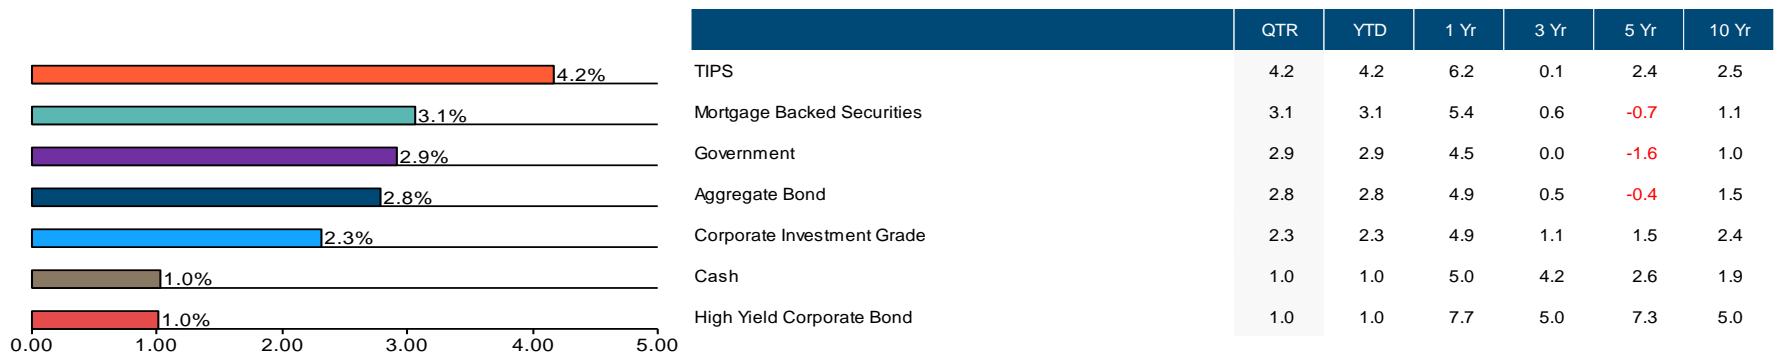 QTR YTD 1 Yr 3 Yr 5 Yr 10 Yr
4.2% TIPS 4.2 4.2 6.2 0.1 2.4 2.5
3.1% Mortgage Backed Securities 3.1 3.1 5.4 0.6 -0.7 1.1
2.9% Government 2.9 2.9 4.5 0.0 -1.6 1.0
2.8% Aggregate Bond 2.8 2.8 4.9 0.5 -0.4 1.5
2.3% Corporate Investment Grade 2.3 2.3 4.9 1.1 1.5 2.4
1.0% Cash 1.0 1.0 5.0 4.2 2.6 1.9
1.0% High Yield Corporate Bond 1.0 1.0 7.7 5.0 7.3 5.0
0.00 1.00 2.00 3.00 4.00 5.00